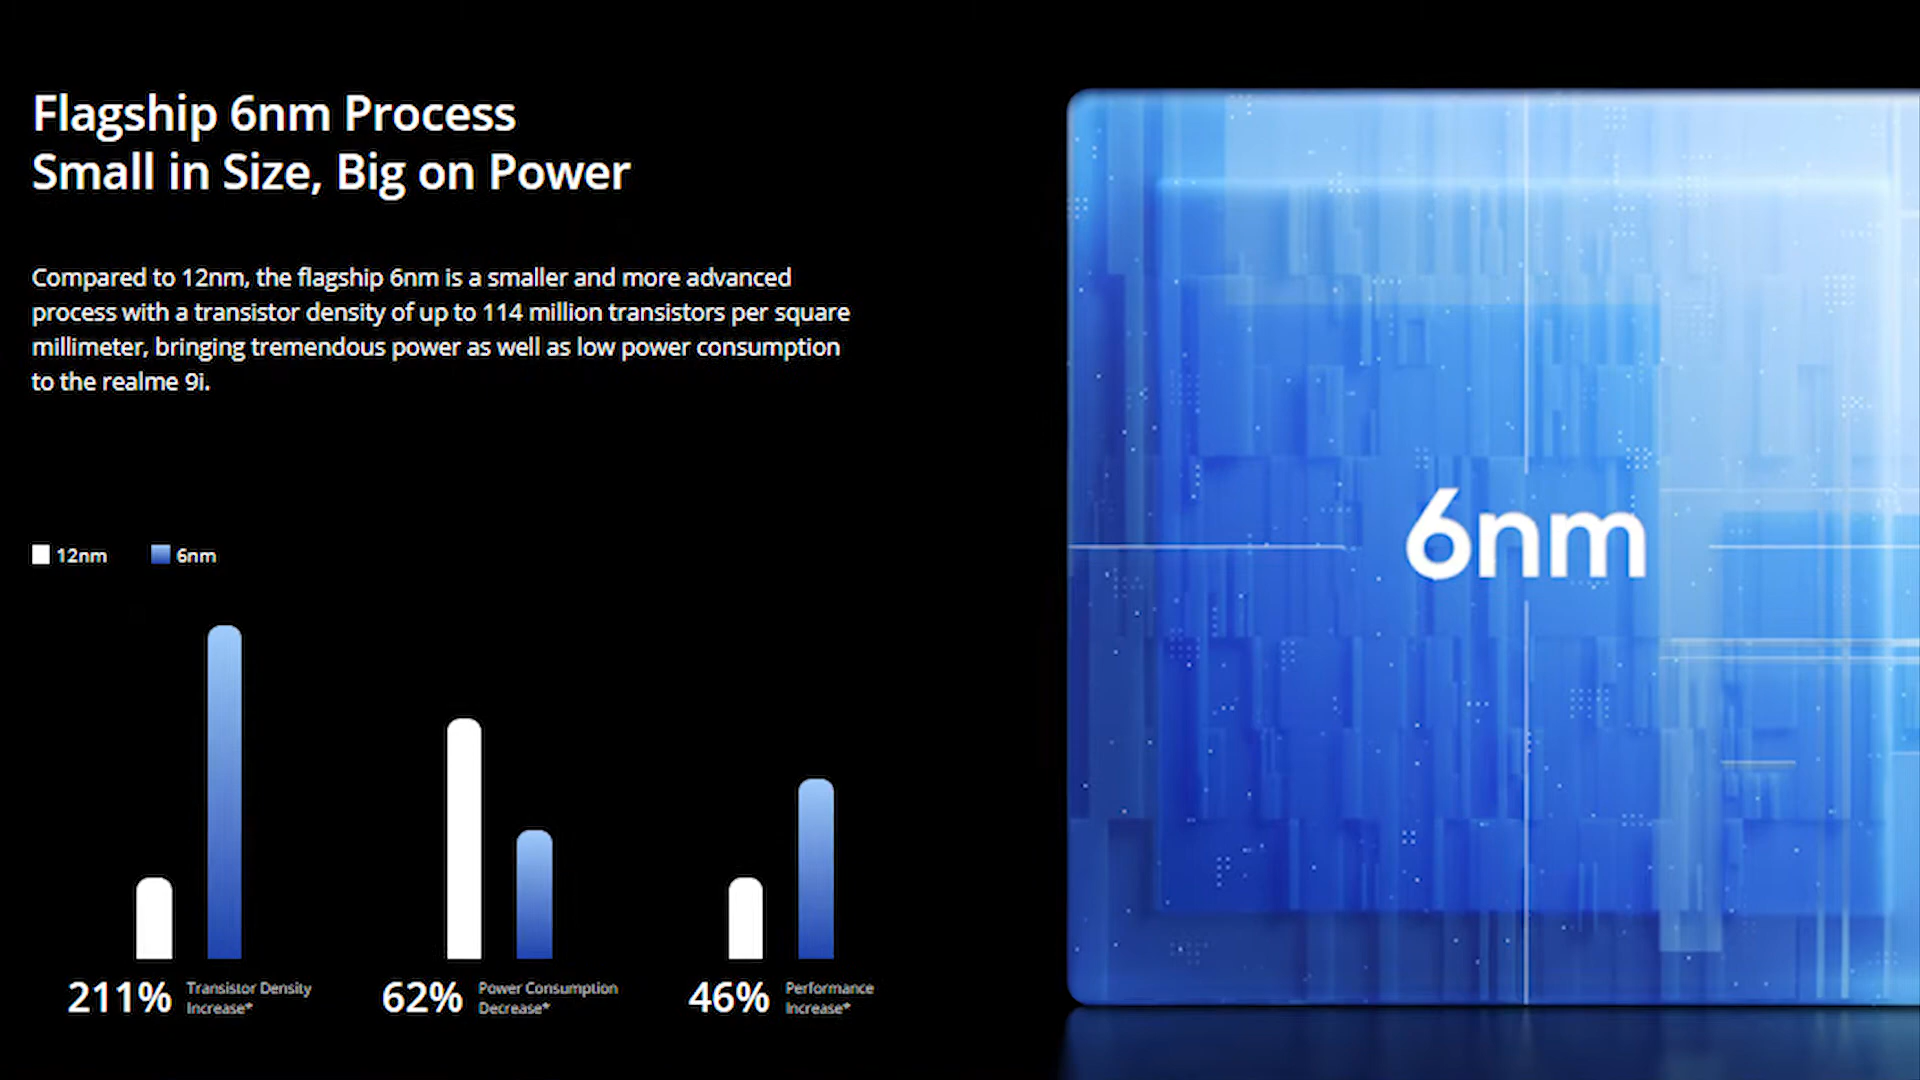 Flagship 6nm Process
Small in Size, Big on Power
Compared to 12nm, the flagship 6nm is a smaller and more advanced
process with a transistor density of up to 114 million transistors per square
millimeter, bringing tremendous power as well as low power consumption
to the realme 9i.
12nm 6nm
211% Transistor Density
Increase*
62% Power Consumption
Decrease*
46% Performance
Increase*
6nm